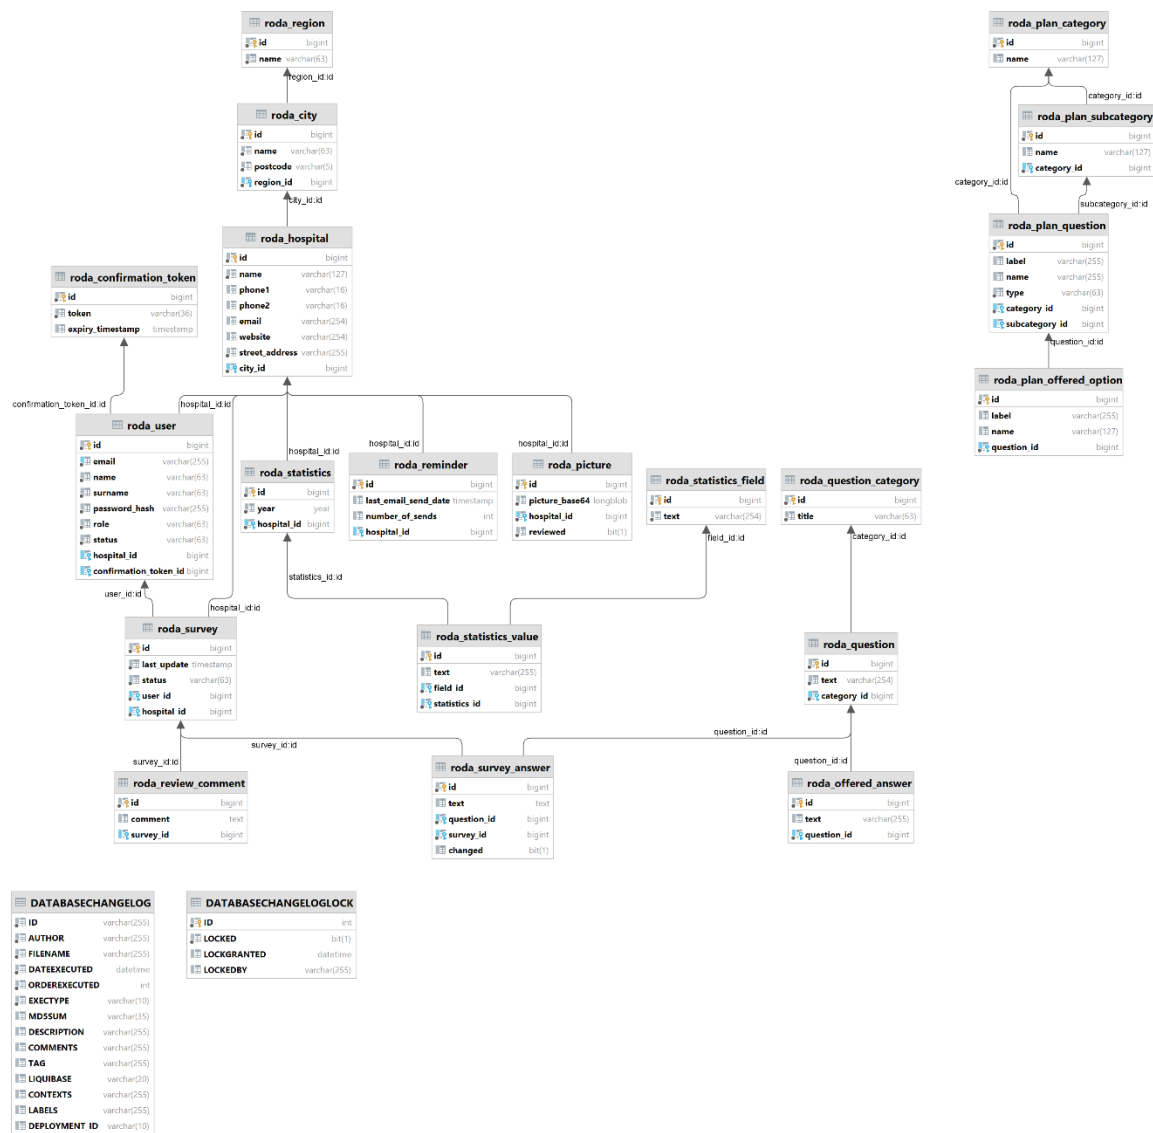 roda_region
id bigint
name varchar(63)
region_id:id
roda_city
id bigint
name varchar(63)
postcode varchar(5)
region_id bigint
city_id:id
roda_hospital
id bigint
name varchar(127)
phone1 varchar(16)
phone2 varchar(16)
email varchar(254)
website varchar(254)
street_address varchar(255)
city_id bigint
roda_plan_category
id bigint
name varchar(127)
category_id:id
roda_plan_subcategory
id bigint
name varchar(127)
category_id bigint
category_id:id
subcategory_id:id
roda_plan_question
id bigint
label varchar(255)
name varchar(255)
type varchar(63)
category_id bigint
subcategory_id bigint
question_id:id
roda_plan_offered_option
id bigint
label varchar(255)
name varchar(127)
question_id bigint
roda_confirmation_token
id bigint
token varchar(36)
expiry_timestamp timestamp
confirmation_token_id:id
hospital_id:id
roda_user
id bigint
email varchar(255)
name varchar(63)
surname varchar(63)
password_hash varchar(255)
role varchar(63)
status varchar(63)
hospital_id bigint
confirmation_token_id bigint
hospital_id:id
roda_statistics
id bigint
year year
hospital_id bigint
hospital_id:id
roda_reminder
id bigint
last_email_send_date timestamp
number_of_sends int
hospital_id bigint
hospital_id:id
roda_picture
id bigint
picture_base64 longblob
hospital_id bigint
reviewed bit(1)
roda_statistics_field
id bigint
text varchar(254)
field_id:id
roda_question_category
id bigint
title varchar(63)
category_id:id
user_id:id
hospital_id:id
statistics_id:id
roda_survey
id bigint
last_update timestamp
status varchar(63)
user_id bigint
hospital_id bigint
roda_statistics_value
id bigint
text varchar(255)
field_id bigint
statistics_id bigint
roda_question
id bigint
text varchar(254)
category_id bigint
survey_id:id
survey_id:id
question_id:id
question_id:id
roda_review_comment
id bigint
comment text
survey_id bigint
roda_survey_answer
id bigint
text text
question_id bigint
survey_id bigint
changed bit(1)
roda_offered_answer
id bigint
text varchar(255)
question_id bigint
DATABASECHANGELOG
ID varchar(255)
AUTHOR varchar(255)
FILENAME varchar(255)
DATEEXECUTED datetime
ORDEREXECUTED int
EXECTYPE varchar(10)
MD5SUM varchar(35)
DESCRIPTION varchar(255)
COMMENTS varchar(255)
TAG varchar(255)
LIQUIBASE varchar(20)
CONTEXTS varchar(255)
LABELS varchar(255)
DEPLOYMENT_ID varchar(10)
DATABASECHANGELOGLOCK
ID int
LOCKED bit(1)
LOCKGRANTED datetime
LOCKEDBY varchar(255)